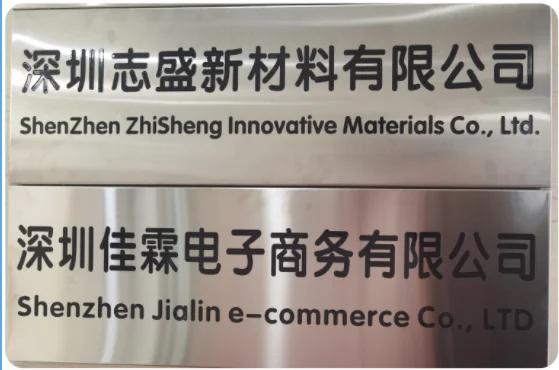 深圳志盛新材料有限公司
ShenZhen ZhiSheng Innovative Materials Co., Ltd.
深圳佳霖电子商务有限公司
Shenzhen Jialin e-commerce Co., LTD